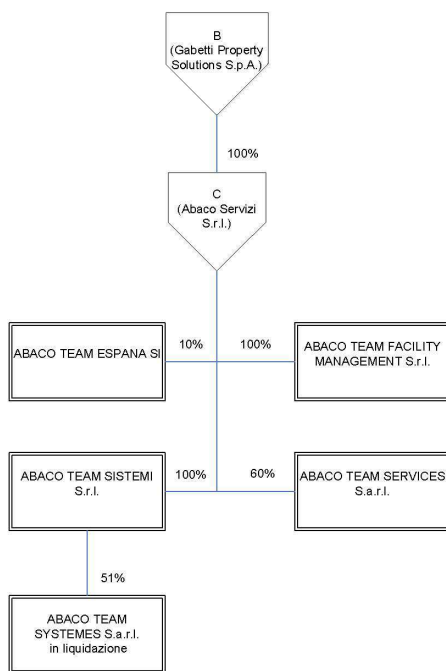 B
(Gabetti Property
Solutions S.p.A.)
100%
C
(Abaco Servizi
S.r.l.)
ABACO TEAM ESPANA Sl
10%
100%
ABACO TEAM FACILITY
MANAGEMENT S.r.l.
ABACO TEAM SISTEMI
S.r.l.
100%
60%
ABACO TEAM SERVICES
S.a.r.l.
51%
ABACO TEAM
SYSTEMES S.a.r.l.
in liquidazione